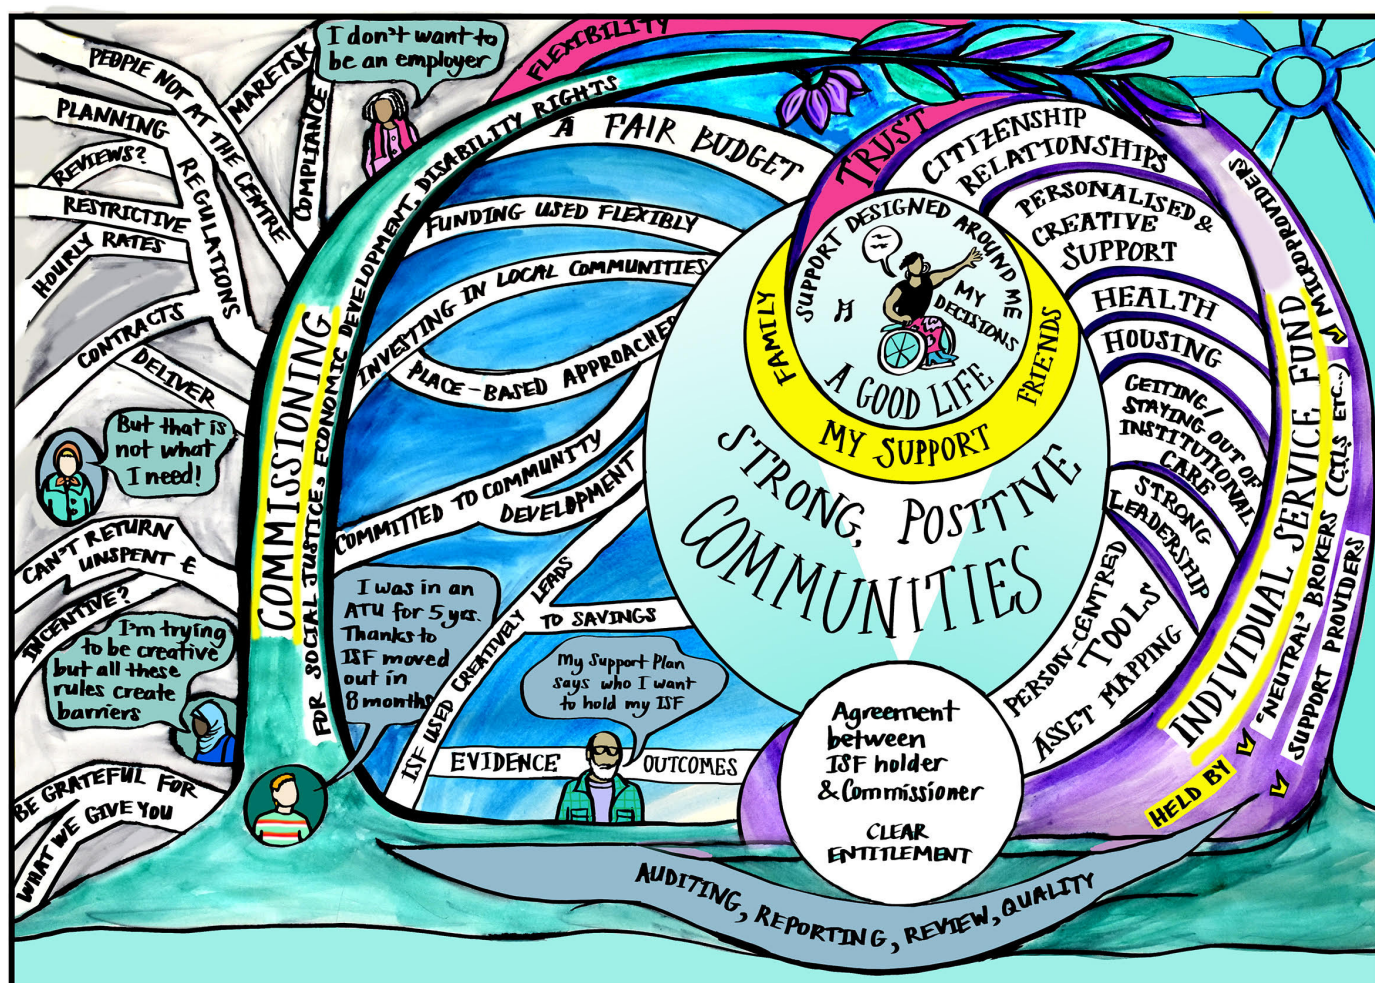 PEOPLE NOT AT THE CENTRE
MARETSK
COMPLIANCE
PLANNING
REGULATIONS
REVIEWS?
RESTRICTIVE
HOURLY RATES
CONTRACTS
DELIVER
I don't want to
be an employer
But that is
not what
I need!
CAN'T RETURN
UNSPENT £
INCENTIVE?
I'm trying
to be creative
but all these
rules create
barriers
BE GRATEFUL FOR
WHAT WE GIVE YOU
COMMISSIONING
FOR SOCIAL JUSTICE, ECONOMIC DEVELOPMENT, DISABILITY RIGHTS
FLEXIBILITY
TRUST
A FAIR BUDGET
FUNDING USED FLEXIBLY
INVESTING IN LOCAL COMMUNITIES
PLACE-BASED APPROACHES
COMMITTED TO COMMUNITY
DEVELOPMENT
ISF USED CREATIVELY LEADS
TO SAVINGS
EVIDENCE
OUTCOMES
I was in an
ATU for 5 yrs.
Thanks to
ISF moved
out in
8 months
My Support Plan
says who I want
to hold my ISF
SUPPORT DESIGNED AROUND ME
MY
DECISIONS
A GOOD LIFE
FAMILY
MY SUPPORT
FRIENDS
STRONG, POSITIVE
COMMUNITIES
Agreement
between
ISF holder
& Commissioner
CLEAR
ENTITLEMENT
CITIZENSHIP
RELATIONSHIPS
PERSONALISED &
CREATIVE
SUPPORT
HEALTH
HOUSING
GETTING/
STAYING OUT OF
INSTITUTIONAL
CARE
STRONG
LEADERSHIP
PERSON-CENTRED
TOOLS
ASSET MAPPING
INDIVIDUAL SERVICE FUND
HELD BY
MICROPROVIDERS
'NEUTRAL' BROKERS (CILS ETC...)
SUPPORT PROVIDERS
AUDITING, REPORTING, REVIEW, QUALITY